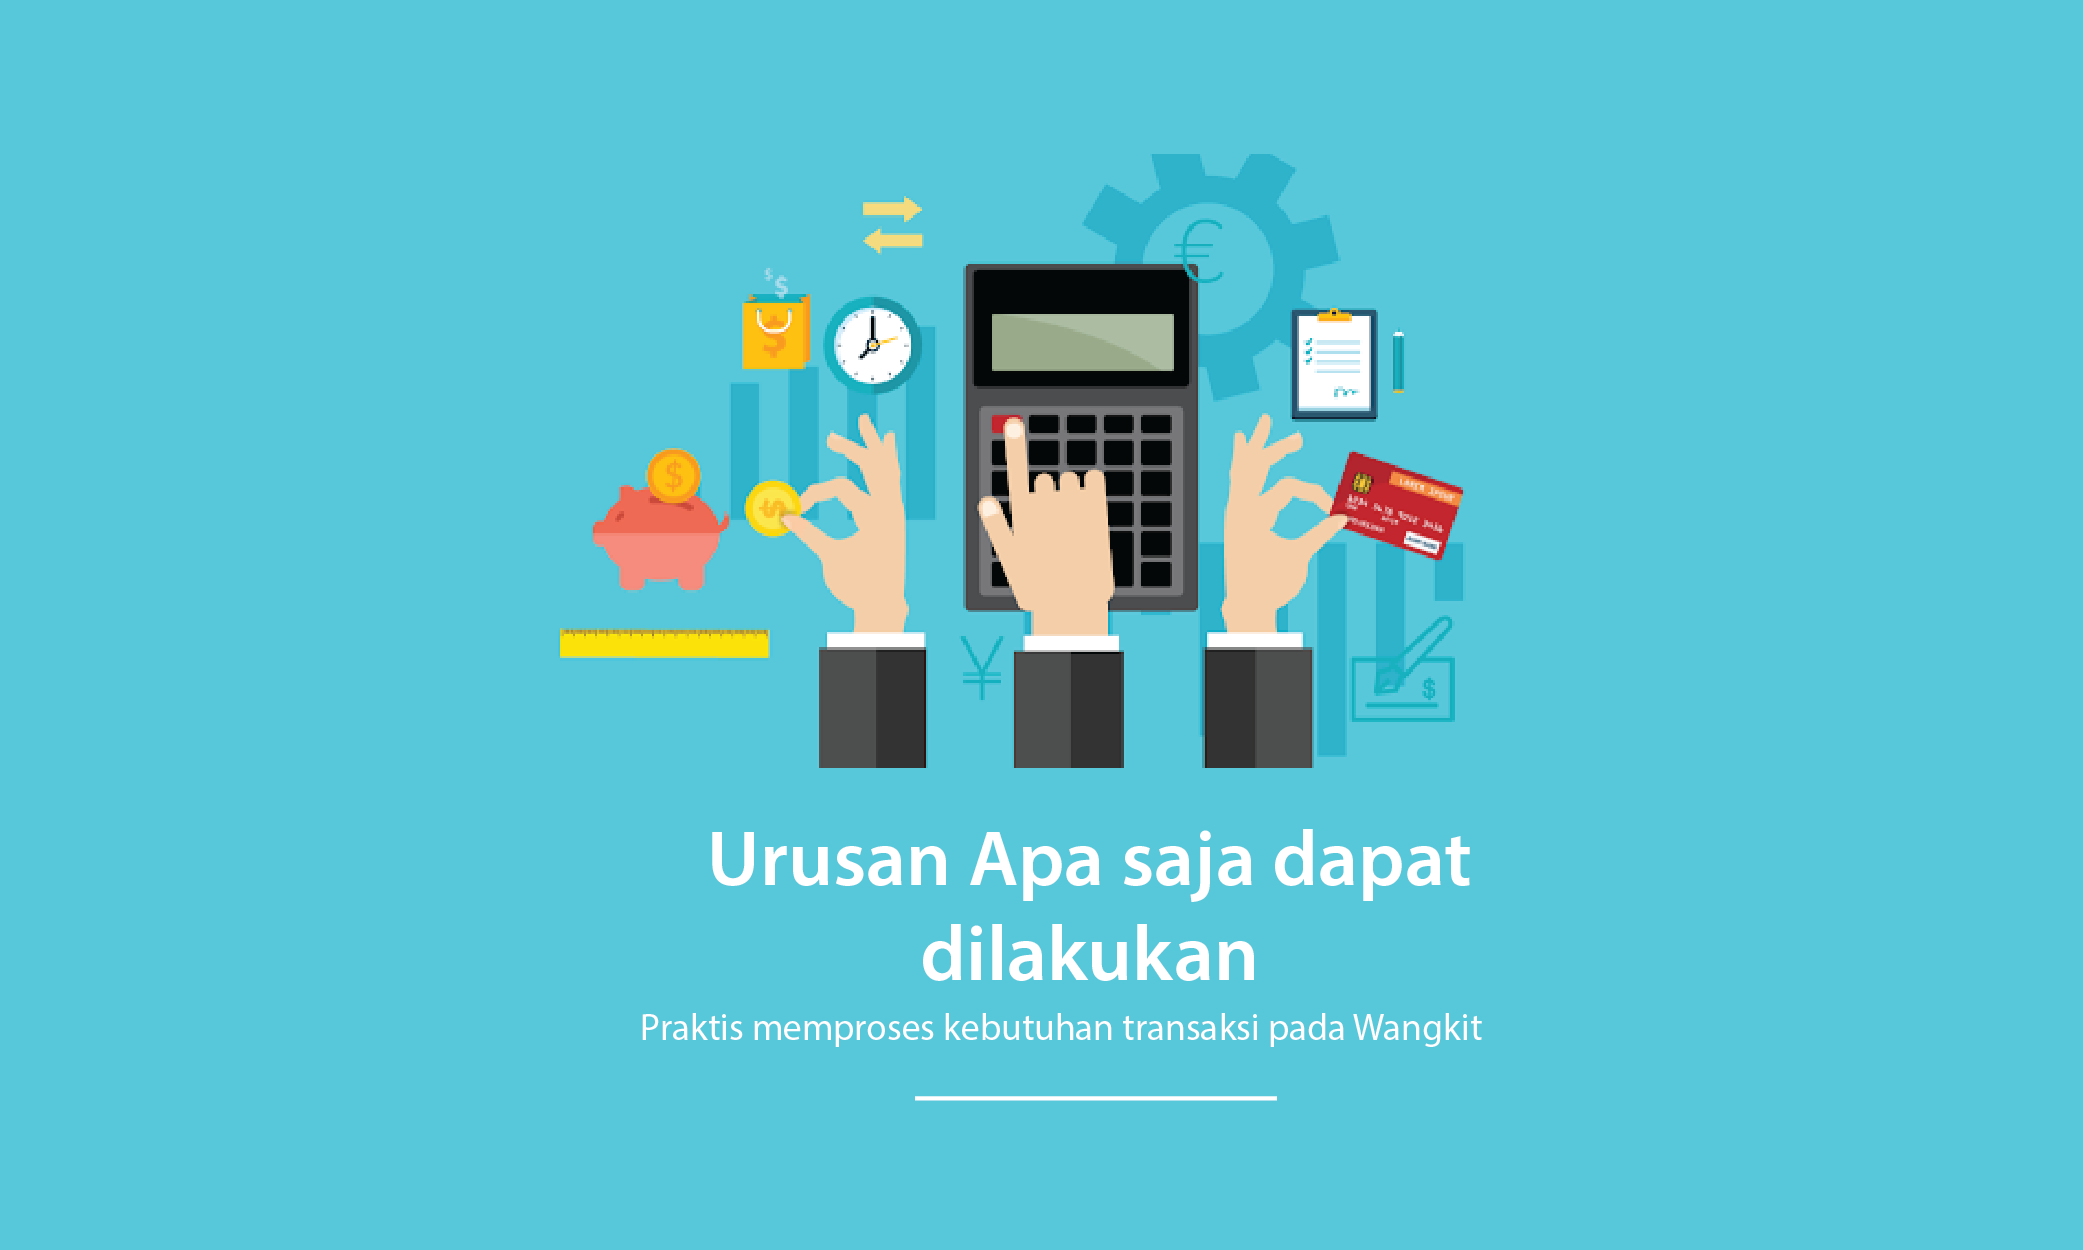 Urusan Apa saja dapat
dilakukan
Praktis memproses kebutuhan transaksi pada Wangkit